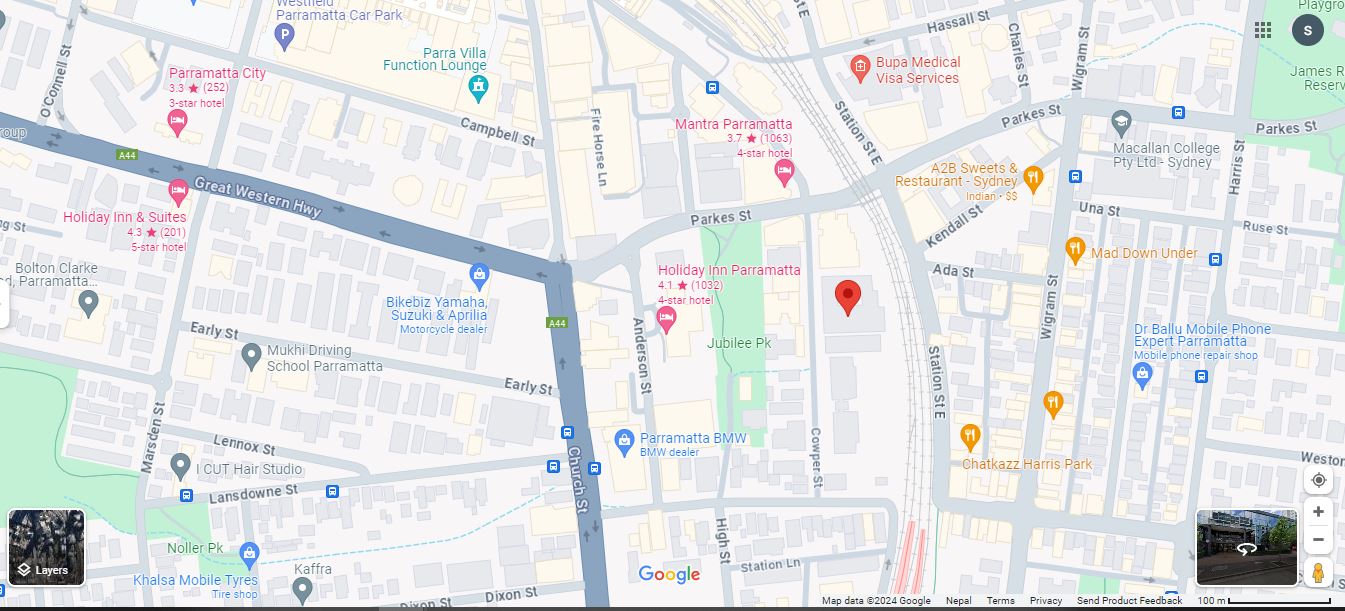 Westfield
Parramatta Car Park
P
Parra Villa
Function Lounge
O'Connell St
Parramatta City
3.3 ★ (252)
3-star hotel
Campbell St
Fire Horse Ln
A44
Great Western Hwy
Holiday Inn & Suites
4.3 ★ (201)
5-star hotel
Bolton Clarke
d, Parramatta...
Bikebiz Yamaha,
Suzuki & Aprilia
Motorcycle dealer
A44
Early St
Mukhi Driving
School Parramatta
Early St
Marsden St
Lennox St
I CUT Hair Studio
Lansdowne St
Noller Pk
Khalsa Mobile Tyres
Tire shop
Kaffra
Dixon St
Dixon St
Layers
Church St
Mantra Parramatta
3.7 ★ (1063)
4-star hotel
Parkes St
Holiday Inn Parramatta
4.1 ★ (1032)
4-star hotel
Anderson St
Jubilee Pk
Parramatta BMW
BMW dealer
Cowper St
High St
Station Ln
Google
Hassall St
Bupa Medical
Visa Services
Station St E
Charles St
Wigram St
S
Playgro
James R
Reserv
Parkes St
Parkes St
Macallan College
Pty Ltd - Sydney
Harris St
A2B Sweets &
Restaurant - Sydney
Indian • $$
Kendall St
Una St
Ruse St
Mad Down Under
Ada St
Wigram St
Dr Ballu Mobile Phone
Expert Parramatta
Mobile phone repair shop
Station St E
Chatkazz Harris Park
Weston
Map data ©2024 Google Nepal Terms Privacy Send Product Feedback 100 m